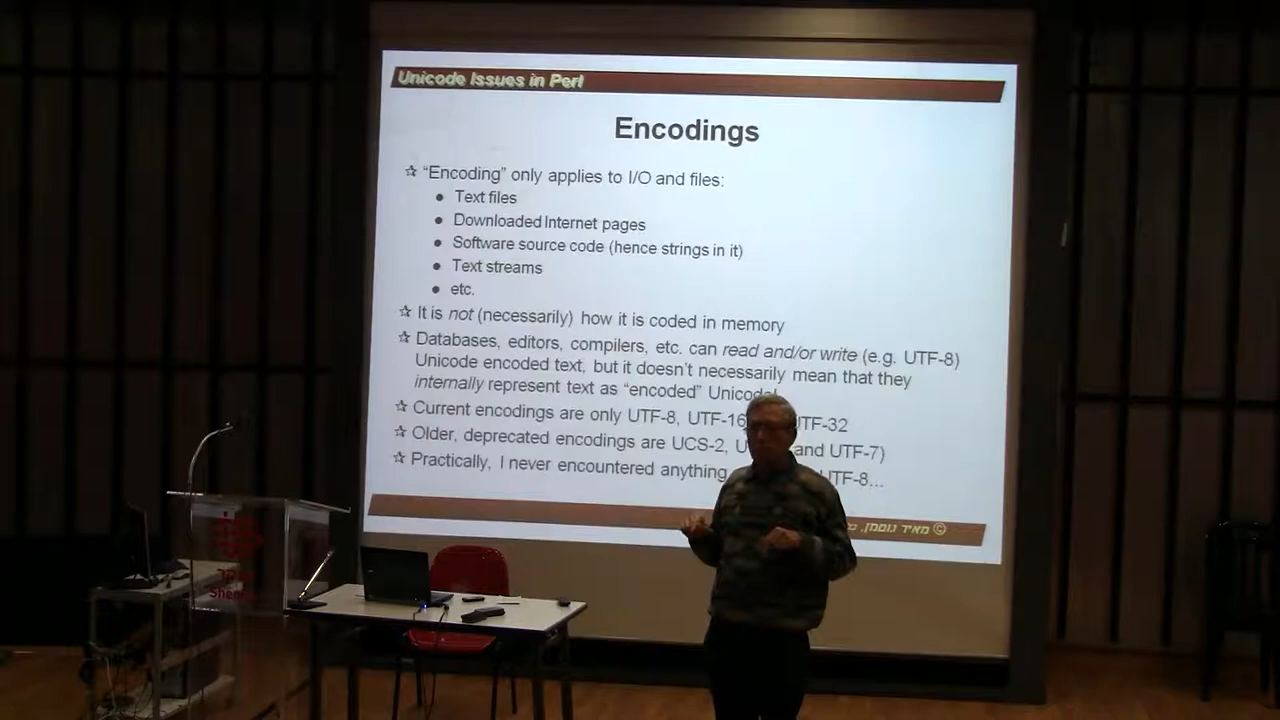 Unicode Issues in Perl
Encodings
“Encoding” only applies to I/O and files:
Text files
Downloaded Internet pages
Software source code (hence strings in it)
Text streams
etc.
It is not (necessarily) how it is coded in memory
Databases, editors, compilers, etc. can read and/or write (e.g. UTF-8)
Unicode encoded text, but it doesn’t necessarily mean that they
internally represent text as “encoded” Unicode!
Current encodings are only UTF-8, UTF-16 UTF-32
Older, deprecated encodings are UCS-2, and UTF-7)
Practically, I never encountered anything UTF-8...
© מאיר גוטמן,
שנקר